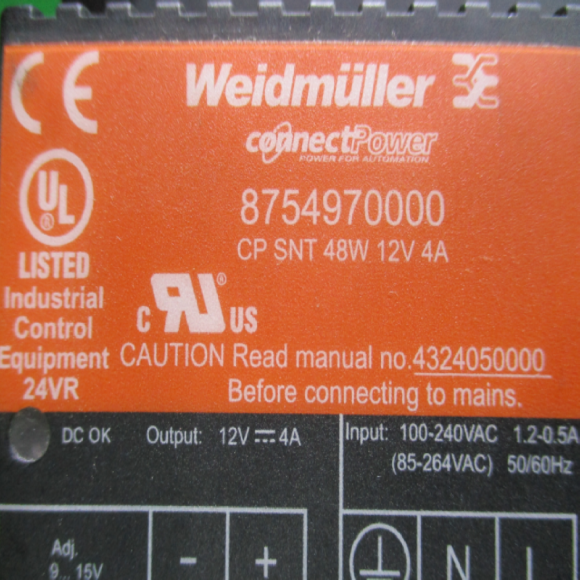 CE
Weidmüller
connectPower
POWER FOR AUTOMATION
8754970000
CP SNT 48W 12V 4A
UL
®
LISTED
Industrial
Control
Equipment
24VR
c RU US
®
CAUTION Read manual no.4324050000
Before connecting to mains.
DC OK
Output: 12V ⎓ 4A
Input: 100-240VAC 1.2-0.5A
(85-264VAC) 50/60Hz
Adj.
9... 15V
- +
N L